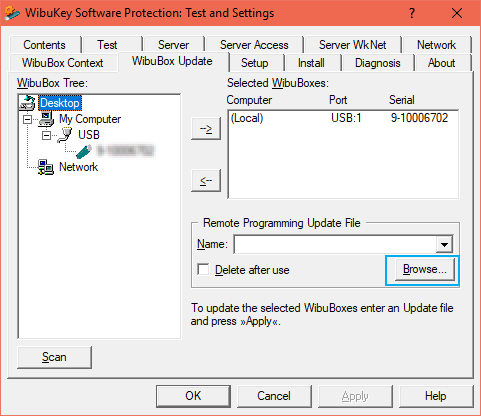 WibuKey Software Protection: Test and Settings
Contents Test Server Server Access Server WkNet Network
WibuBox Context WibuBox Update Setup Install Diagnosis About
WibuBox Tree:
Desktop
My Computer
USB
Network
Scan
Selected WibuBoxes:
Computer Port Serial
(Local) USB:1 9-10006702
-->
<--
Remote Programming Update File
Name:
Delete after use
Browse...
To update the selected WibuBoxes enter an Update file
and press »Apply«.
OK Cancel Apply Help